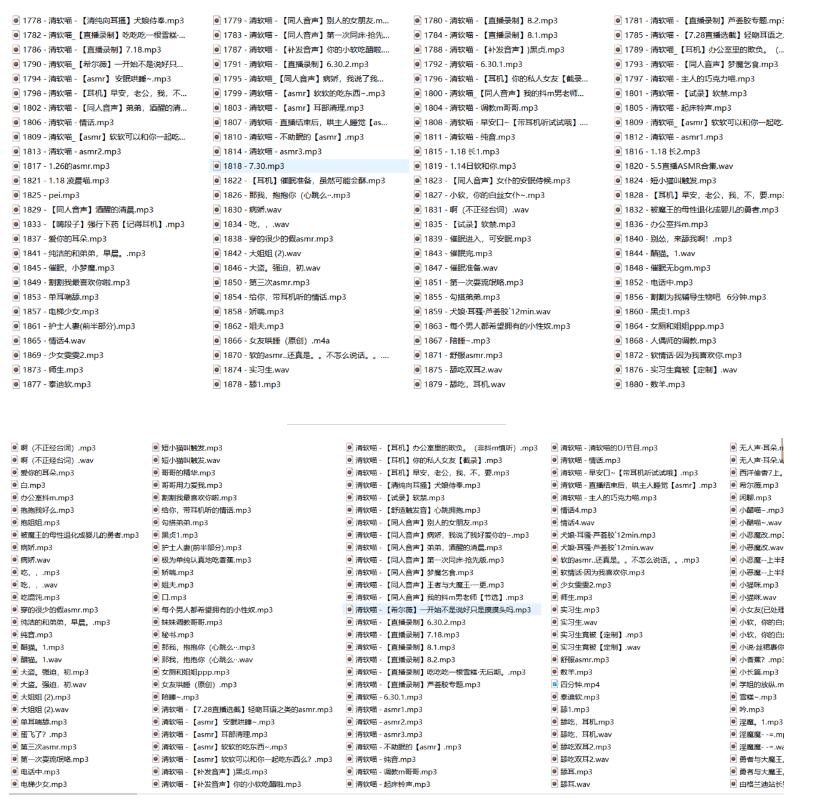 1778 - 清软喵 - 【清纯向耳搔】犬娘侍奉.mp3
1779 - 清软喵 - 【同人音声】别人的女朋友.m...
1780 - 清软喵 - 【直播录制】8.2.mp3
1781 - 清软喵 - 【直播录制】芦荟胶专题.mp3
1782 - 清软喵_【直播录制】吃吃吃一根雪糕-...
1783 - 清软喵 - 【同人音声】第一次同床·抢先...
1784 - 清软喵 - 【直播录制】8.1.mp3
1785 - 清软喵 - 【7.28直播选载】轻吻耳语之
1786 - 清软喵 - 【直播录制】7.18.mp3
1787 - 清软喵 - 【补发音声】你的小软吃醋啦....
1788 - 清软喵 - 【补发音声】}黑贞.mp3
1789 - 清软喵_【耳机】办公室里的欺负。(...
1790 - 清软喵_【希尔薇】一开始不是说好只...
1791 - 清软喵 - 【直播录制】6.30.2.mp3
1792 - 清软喵 - 6.30.1.mp3
1793 - 清软喵 - 【同人音声】梦魔乞食.mp3
1794 - 清软喵 - 【asmr】 安眠哄睡~.mp3
1795 - 清软喵_【同人音声】病娇，我说了我...
1796 - 清软喵 - 【耳机】你的私人女友【截录...
1797 - 清软喵 - 主人的巧克力喵.mp3
1798 - 清软喵 - 【耳机】早安，老公，我，不...
1799 - 清软喵 - 【asmr】软软的吃东西~.mp3
1800 - 清软喵_【同人音声】我的抖m男老师...
1801 - 清软喵 - 【试录】软禁.mp3
1802 - 清软喵 - 【同人音声】弟弟，酒醒的清...
1803 - 清软喵 - 【asmr】耳部清理.mp3
1804 - 清软喵 - 调教m哥哥.mp3
1805 - 清软喵 - 起床铃声.mp3
1806 - 清软喵 - 情话.mp3
1807 - 清软喵 - 直播结束后，哄主人睡觉【as...
1808 - 清软喵 - 早安口~【带耳机听试试哦】....
1809 - 清软喵_【asmr】软软可以和你一起吃
1809 - 清软喵_【asmr】软软可以和你一起吃...
1810 - 清软喵 - 不助眠的【asmr】.mp3
1811 - 清软喵 - 纯音.mp3
1812 - 清软喵 - asmr1.mp3
1813 - 清软喵 - asmr2.mp3
1814 - 清软喵 - asmr3.mp3
1815 - 1.18 长1.mp3
1816 - 1.18 长2.mp3
1817 - 1.26的asmr.mp3
1818 - 7.30.mp3
1819 - 1.14日饮和你.mp3
1820 - 5.5直播ASMR合集.wav
1821 - 1.18 凌晨喵.mp3
1822 - 【耳机】催眠准备，虽然可能会酥.mp3
1823 - 【同人音声】女仆的安眠侍候.mp3
1824 - 短小猫叫触发.mp3
1825 - pei.mp3
1826 - 那我，抱抱你（心跳么··.mp3
1827 - 小软，你的白丝女仆~.mp3
1828 - 【耳机】早安，老公，我，不，要.mp3
1829 - 【同人音声】酒醒的清晨.mp3
1830 - 病娇.wav
1831 - 啊（不正经台词）.wav
1832 - 被魔王的母性退化成婴儿的勇者.mp3
1833 - 【睡段子】强行下药【记得耳机】.mp3
1834 - 吃，，.wav
1835 - 【试录】软禁.mp3
1836 - 办公室抖m.mp3
1837 - 爱你的耳朵.mp3
1838 - 穿的很少的假asmr.mp3
1839 - 催眠进入，可安眠.mp3
1840 - 别怂，来舔我啊！.mp3
1841 - 纯洁的和弟弟，早晨。.mp3
1842 - 大姐姐 (2).mp3
1843 - 催眠完.mp3
1844 - 醋猫。1.wav
1845 - 催眠，小梦魔.mp3
1846 - 大盗。强迫，初.wav
1847 - 催眠准备.wav
1848 - 催眠无bgm.mp3
1849 - 割割我最喜欢你啦.mp3
1850 - 第三次asmr.mp3
1851 - 第一次耍流氓咯.mp3
1852 - 电话中.mp3
1853 - 单耳喘舔.mp3
1854 - 给你，带耳机听的情话.mp3
1855 - 勾搭弟弟.mp3
1856 - 割割为我辅导生物吧  6分钟.mp3
1857 - 电梯少女.mp3
1858 - 娇喘.mp3
1859 - 犬娘·耳搔·芦荟胶`12min.wav
1860 - 黑贞1.mp3
1861 - 护士人妻(前半部分).mp3
1862 - 姐夫.mp3
1863 - 每个男人都希望拥有的小性奴.mp3
1864 - 女厕和姐姐ppp.mp3
1865 - 情话4.wav
1866 - 女友哄睡（原创）.m4a
1867 - 陪睡~.mp3
1868 - 人偶师的调教.mp3
1869 - 少女雯雯2.mp3
1870 - 软的asmr..还真是。。不怎么说话。。....
1871 - 舒服asmr.mp3
1872 - 软情话·因为我喜欢你.mp3
1873 - 师生.mp3
1874 - 实习生.wav
1875 - 舔吃双耳2.wav
1876 - 实习生竟被【定制】.wav
1877 - 泰迪软.mp3
1878 - 舔1.mp3
1879 - 舔吃，耳机.wav
1880 - 数羊.mp3
啊（不正经台词）.mp3
啊（不正经台词）.wav
爱你的耳朵.mp3
白.mp3
办公室抖m.mp3
抱抱我好么.mp3
抱姐姐.mp3
被魔王的母性退化成婴儿的勇者.mp3
病娇.mp3
病娇.wav
吃，，.mp3
吃，，.wav
吃磨饨.mp3
穿的很少的假asmr.mp3
纯洁的和弟弟，早晨。.mp3
纯音.mp3
醋猫。1.mp3
醋猫。1.wav
大盗。强迫，初.mp3
大盗。强迫，初.wav
大姐姐 (2).mp3
大姐姐 (2).wav
单耳喘舔.mp3
蛋飞了？.mp3
第三次asmr.mp3
第一次耍流氓咯.mp3
电话中.mp3
电梯少女.mp3
短小猫叫触发.mp3
短小猫叫触发.wav
哥哥的精华.mp3
哥哥用力爱我.mp3
割割我最喜欢你啦.mp3
给你，带耳机听的情话.mp3
勾搭弟弟.mp3
黑贞1.mp3
护士人妻(前半部分).mp3
极为单纯认真地吃香蕉.mp3
娇喘.mp3
姐夫.mp3
口.mp3
每个男人都希望拥有的小性奴.mp3
妹妹调教哥哥.mp3
秘书.mp3
那我，抱抱你（心跳么··.mp3
那我，抱抱你（心跳么··.wav
女厕和姐姐ppp.mp3
女友哄睡（原创）.mp3
陪睡~.mp3
清软喵 - 【7.28直播选载】轻吻耳语之类的asmr.mp3
清软喵 - 【asmr】 安眠哄睡~.mp3
清软喵 - 【asmr】耳部清理.mp3
清软喵 - 【asmr】软软的吃东西~.mp3
清软喵 - 【asmr】软软可以和你一起吃东西么？.mp3
清软喵 - 【补发音声】}黑贞.mp3
清软喵 - 【补发音声】你的小软吃醋啦.mp3
清软喵 - 【耳机】办公室里的欺负。（非抖m慎听）.mp3
清软喵 - 【耳机】你的私人女友【截录】.mp3
清软喵 - 【耳机】早安，老公，我，不，要.mp3
清软喵 - 【清纯向耳搔】犬娘侍奉.mp3
清软喵 - 【试录】软禁.mp3
清软喵 - 【舒适触发音】心跳拥抱.mp3
清软喵 - 【同人音声】别人的女朋友.mp3
清软喵 - 【同人音声】病娇，我说了我好爱你的~.mp3
清软喵 - 【同人音声】弟弟，酒醒的清晨.mp3
清软喵 - 【同人音声】第一次同床·抢先版.mp3
清软喵 - 【同人音声】梦魔乞食.mp3
清软喵 - 【同人音声】王者与大魔王一更.mp3
清软喵 - 【同人音声】我的抖m男老师【节选】.mp3
清软喵 - 【希尔薇】一开始不是说好只是摸摸头吗.mp3
清软喵 - 【直播录制】6.30.2.mp3
清软喵 - 【直播录制】7.18.mp3
清软喵 - 【直播录制】8.1.mp3
清软喵 - 【直播录制】8.2.mp3
清软喵 - 【直播录制】吃吃吃一根雪糕-无后期。.mp3
清软喵 - 【直播录制】芦荟胶专题.mp3
清软喵 - 6.30.1.mp3
清软喵 - asmr1.mp3
清软喵 - asmr2.mp3
清软喵 - asmr3.mp3
清软喵 - 不助眠的【asmr】.mp3
清软喵 - 纯音.mp3
清软喵 - 调教m哥哥.mp3
清软喵 - 起床铃声.mp3
清软喵 - 清软喵的DJ节目.mp3
清软喵 - 情话.mp3
清软喵 - 早安口~【带耳机听试试哦】.mp3
清软喵 - 直播结束后，哄主人睡觉【asmr】.mp3
清软喵 - 主人的巧克力喵.mp3
情话4.mp3
情话4.wav
犬娘·耳搔·芦荟胶`12min.mp3
犬娘·耳搔·芦荟胶`12min.wav
软的asmr..还真是。。不怎么说话。。.mp3
软情话·因为我喜欢你.mp3
少女雯雯2.mp3
师生.mp3
实习生.mp3
实习生.wav
实习生竟被【定制】.mp3
实习生竟被【定制】.wav
舒服asmr.mp3
数羊.mp3
四分钟.mp4
泰迪软.mp3
舔1.mp3
舔吃，耳机.mp3
舔吃，耳机.wav
舔吃双耳2.mp3
舔吃双耳2.wav
舔耳.mp3
舔耳.wav
无人声·耳朵.m
无人声·耳朵.w
西洋偷香7上.
希尔薇.mp3
闲聊.mp3
小醋喵~.mp3
小醋喵~.wav
小恶魔改.mp3
小恶魔改.wav
小恶魔--上半部
小恶魔--上半部
小猫咪.mp3
小猫咪.wav
小女友(已处理
小软，你的白丝
小软，你的白丝
小说·丝裙裹你
小香蕉？.mp3
小长篇.mp3
学姐的放纵.m
雪糕~.mp3
吟.mp3
淫魔。1.mp3
淫魔魔- -=.mp
淫魔魔- -=.wa
勇者与大魔王.
勇者与大魔王.
由格兰迪站长